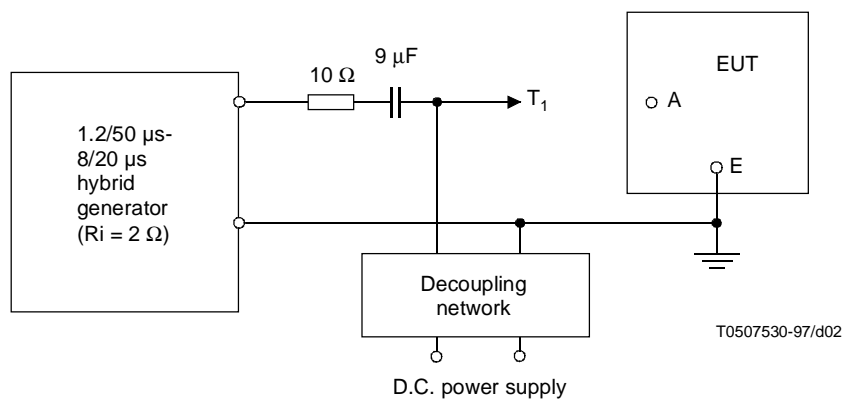 9 μF
10 Ω
EUT
T1
A
1.2/50 μs-
8/20 μs
hybrid
generator
(Ri = 2 Ω)
E
Decoupling
network
T0507530-97/d02
D.C. power supply